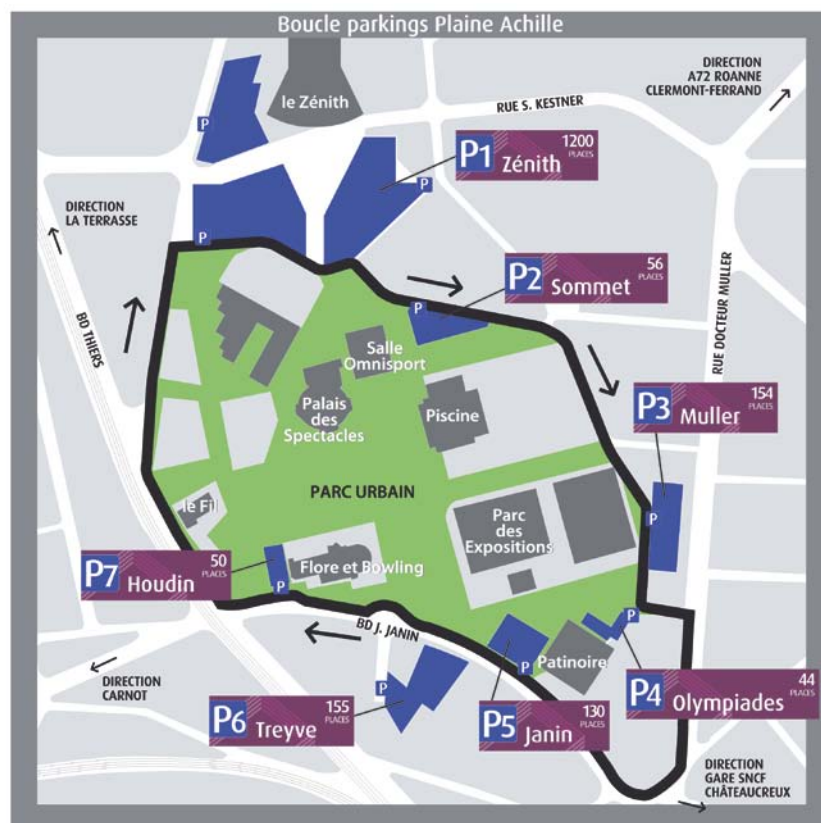 Boucle parkings Plaine Achille
DIRECTION
A72 ROANNE
CLERMONT-FERRAND
le Zénith
RUE S. KESTNER
P
P1
Zénith
1200
PLACES
P
P
DIRECTION
LA TERRASSE
P2
Sommet
56
PLACES
P
BD THIERS
RUE DOCTEUR MULLER
Salle
Omnisport
Palais
des
Spectacles
Piscine
P3
Muller
154
PLACES
PARC URBAIN
le Fil
Parc
des
Expositions
P
P7
Houdin
50
PLACES
Flore et Bowling
P
BD J. JANIN
P
DIRECTION
CARNOT
Patinoire
P
P
P4
Olympiades
44
PLACES
P6
Treyve
155
PLACES
P5
Janin
130
PLACES
DIRECTION
GARE SNCF
CHÂTEAUCREUX